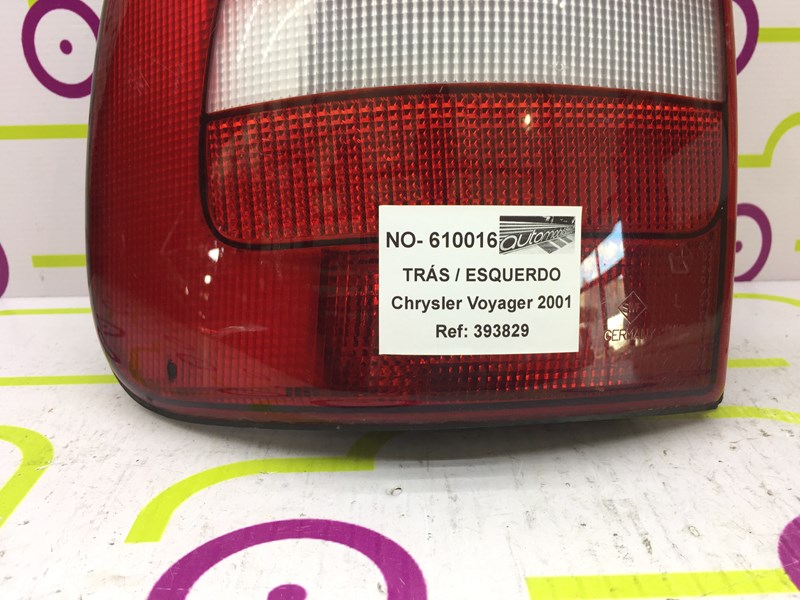 NO- 610016
TRÁS / ESQUERDO
Chrysler Voyager 2001
Ref: 393829
GERMANY